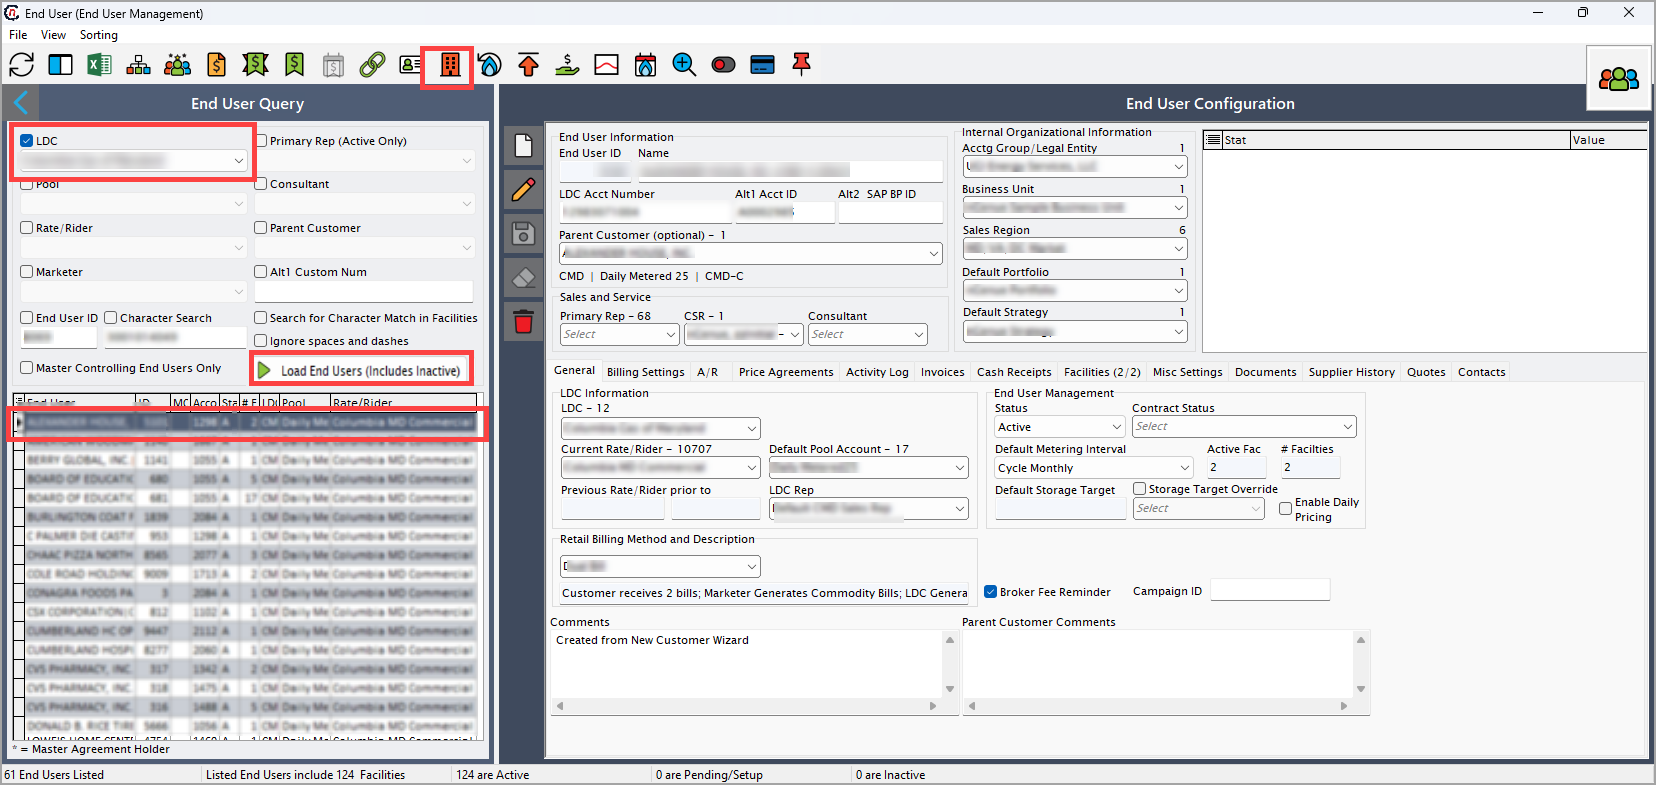 End User (End User Management)
File View Sorting
End User Query
LDC
Primary Rep (Active Only)
Pool
Consultant
Rate/Rider
Parent Customer
Marketer
Alt1 Custom Num
End User ID
Character Search
Search for Character Match in Facilities
Ignore spaces and dashes
Master Controlling End Users Only
Load End Users (Includes Inactive)
End User ID MC Acco Sta # F LDC Pool Rate/Rider
BERRY GLOBAL, INC. 1141 1055 A 1 CM Daily Me Columbia MD Commercial
BOARD OF EDUCATIC 680 1055 A 5 CM Daily Me Columbia MD Commercial
BOARD OF EDUCATIC 681 1055 A 17 CM Daily Me Columbia MD Commercial
BURLINGTON COAT F 1839 2084 A 1 CM Daily Me Columbia MD Commercial
C PALMER DIE CASTIF 953 1298 A 1 CM Daily Me Columbia MD Commercial
CHAAC PIZZA NORTH 8565 2077 A 3 CM Daily Me Columbia MD Commercial
COLE ROAD HOLDING 9009 1713 A 2 CM Daily Me Columbia MD Commercial
CONAGRA FOODS PA 3 2084 A 1 CM Daily Me Columbia MD Commercial
CSX CORPORATION 812 1102 A 1 CM Daily Me Columbia MD Commercial
CUMBERLAND HC OP 9447 2112 A 1 CM Daily Me Columbia MD Commercial
CUMBERLAND HOSPI 8277 2060 A 1 CM Daily Me Columbia MD Commercial
CVS PHARMACY, INC. 317 1342 A 2 CM Daily Me Columbia MD Commercial
CVS PHARMACY, INC. 318 1475 A 1 CM Daily Me Columbia MD Commercial
CVS PHARMACY, INC. 316 1488 A 5 CM Daily Me Columbia MD Commercial
DONALD B. RICE TIRE 5666 1056 A 1 CM Daily Me Columbia MD Commercial
* = Master Agreement Holder
End User Configuration
End User Information
End User ID Name
LDC Acct Number Alt1 Acct ID Alt2 SAP BP ID
Parent Customer (optional) - 1
CMD | Daily Metered 25 | CMD-C
Sales and Service
Primary Rep - 68 CSR - 1 Consultant
Select Select
Internal Organizational Information
Acctg Group/Legal Entity 1
Business Unit 1
Sales Region 6
Default Portfolio 1
Default Strategy 1
Stat Value
General Billing Settings A/R Price Agreements Activity Log Invoices Cash Receipts Facilities (2/2) Misc Settings Documents Supplier History Quotes Contacts
LDC Information
LDC - 12
Columbia Gas of Maryland
Current Rate/Rider - 10707 Default Pool Account - 17
Columbia MD Commercial
Previous Rate/Rider prior to LDC Rep
Default CMD Sales Rep
End User Management
Status Contract Status
Active Select
Default Metering Interval Active Fac # Facilties
Cycle Monthly 2 2
Default Storage Target Storage Target Override
Select
Enable Daily
Pricing
Retail Billing Method and Description
Dual Bill
Customer receives 2 bills; Marketer Generates Commodity Bills; LDC Genera
Broker Fee Reminder Campaign ID
Comments Parent Customer Comments
Created from New Customer Wizard
61 End Users Listed Listed End Users include 124 Facilities 124 are Active 0 are Pending/Setup 0 are Inactive